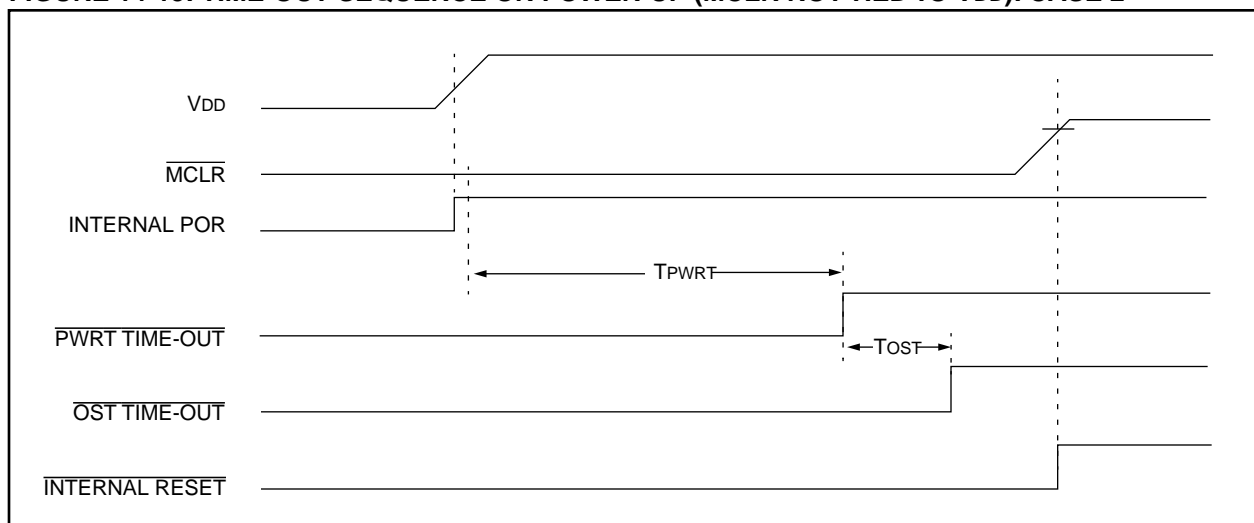 VDD
MCLR
INTERNAL POR
TPWRT
PWRT TIME-OUT
TOST
OST TIME-OUT
INTERNAL RESET